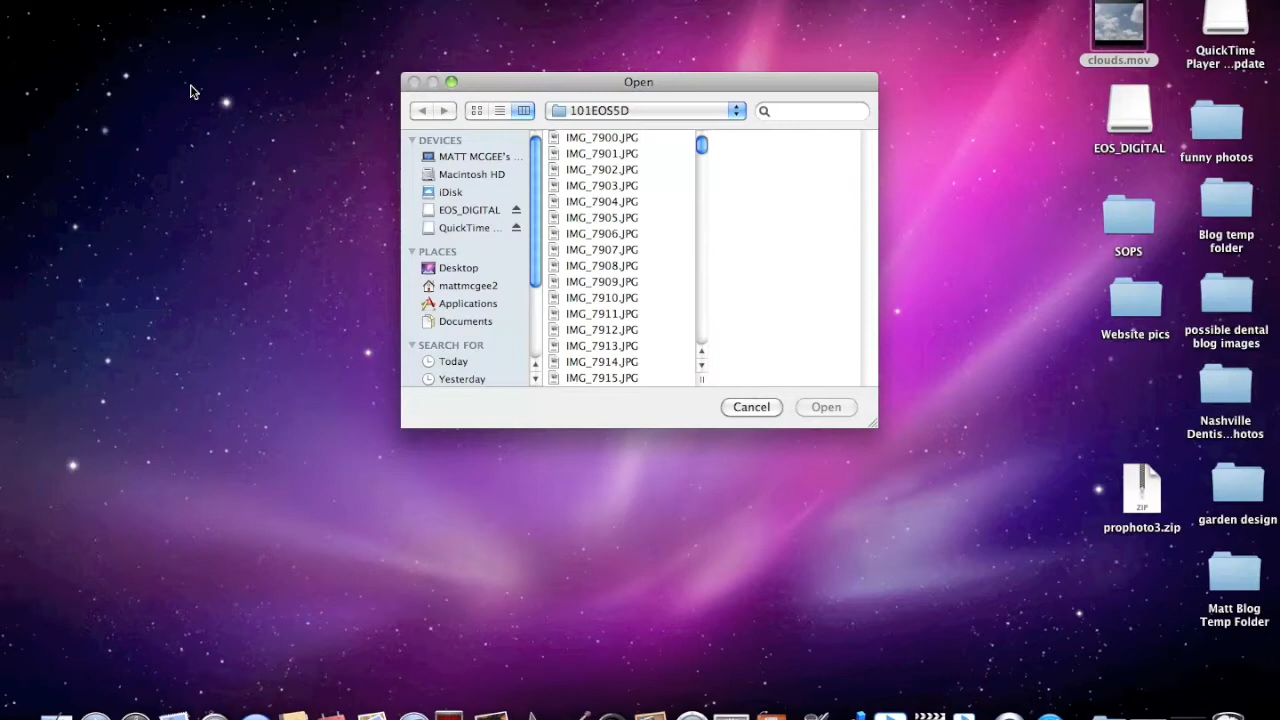 Open
101EOS5D
DEVICES
MATT MCGEE's ...
Macintosh HD
iDisk
EOS_DIGITAL
QuickTime ...
PLACES
Desktop
mattmcgee2
Applications
Documents
SEARCH FOR
Today
Yesterday
IMG_7900.JPG
IMG_7901.JPG
IMG_7902.JPG
IMG_7903.JPG
IMG_7904.JPG
IMG_7905.JPG
IMG_7906.JPG
IMG_7907.JPG
IMG_7908.JPG
IMG_7909.JPG
IMG_7910.JPG
IMG_7911.JPG
IMG_7912.JPG
IMG_7913.JPG
IMG_7914.JPG
IMG_7915.JPG
Cancel
Open
clouds.mov
QuickTime
Player ...pdate
EOS_DIGITAL
funny photos
SOPS
Blog temp
folder
Website pics
possible dental
blog images
Nashville
Dentis...hotos
ZIP
prophoto3.zip
garden design
Matt Blog
Temp Folder